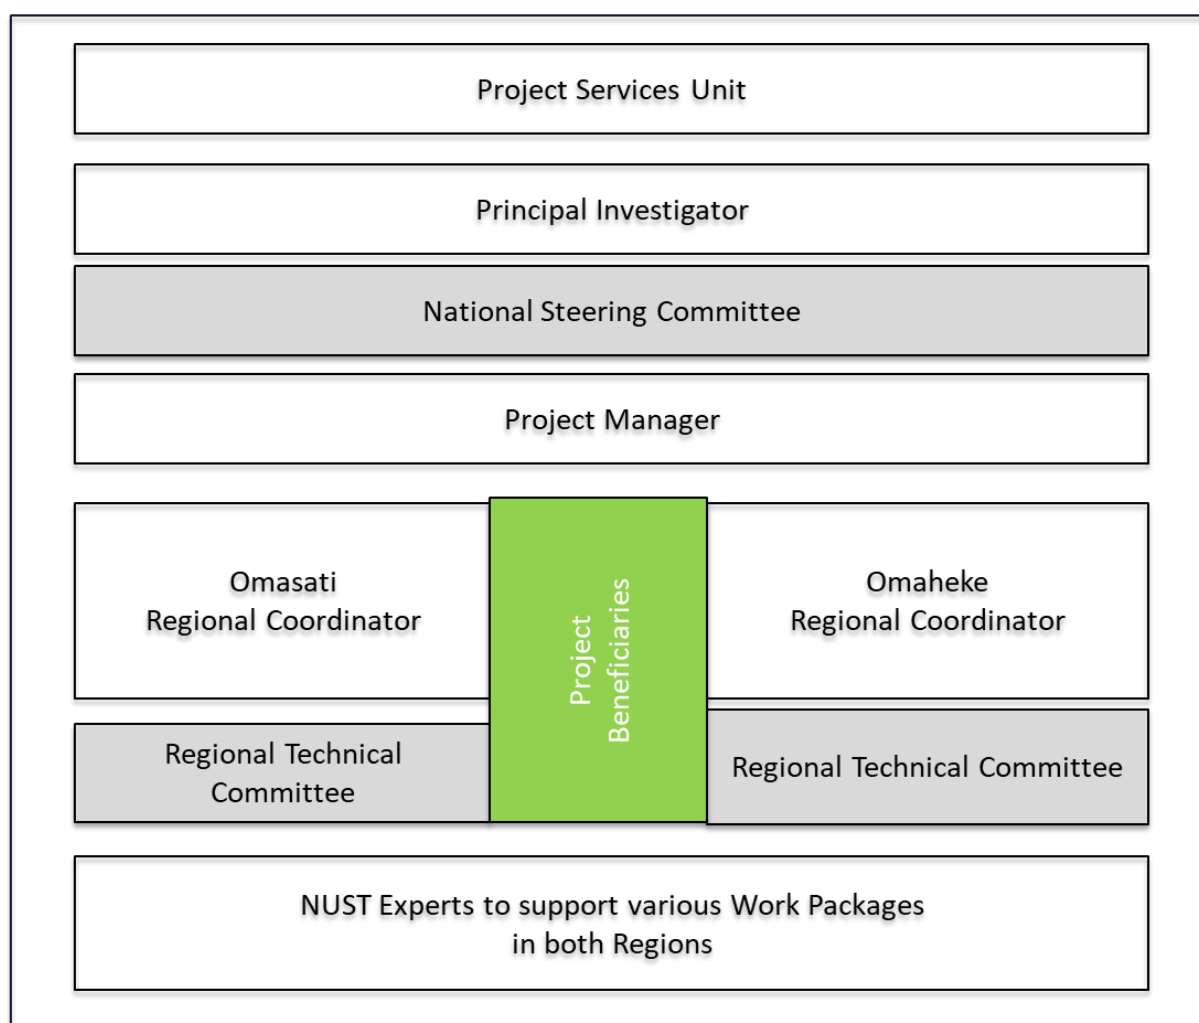 Project Services Unit
Principal Investigator
National Steering Committee
Project Manager
Omasati
Regional Coordinator
Project
Beneficiaries
Omaheke
Regional Coordinator
Regional Technical
Committee
Regional Technical Committee
NUST Experts to support various Work Packages
in both Regions